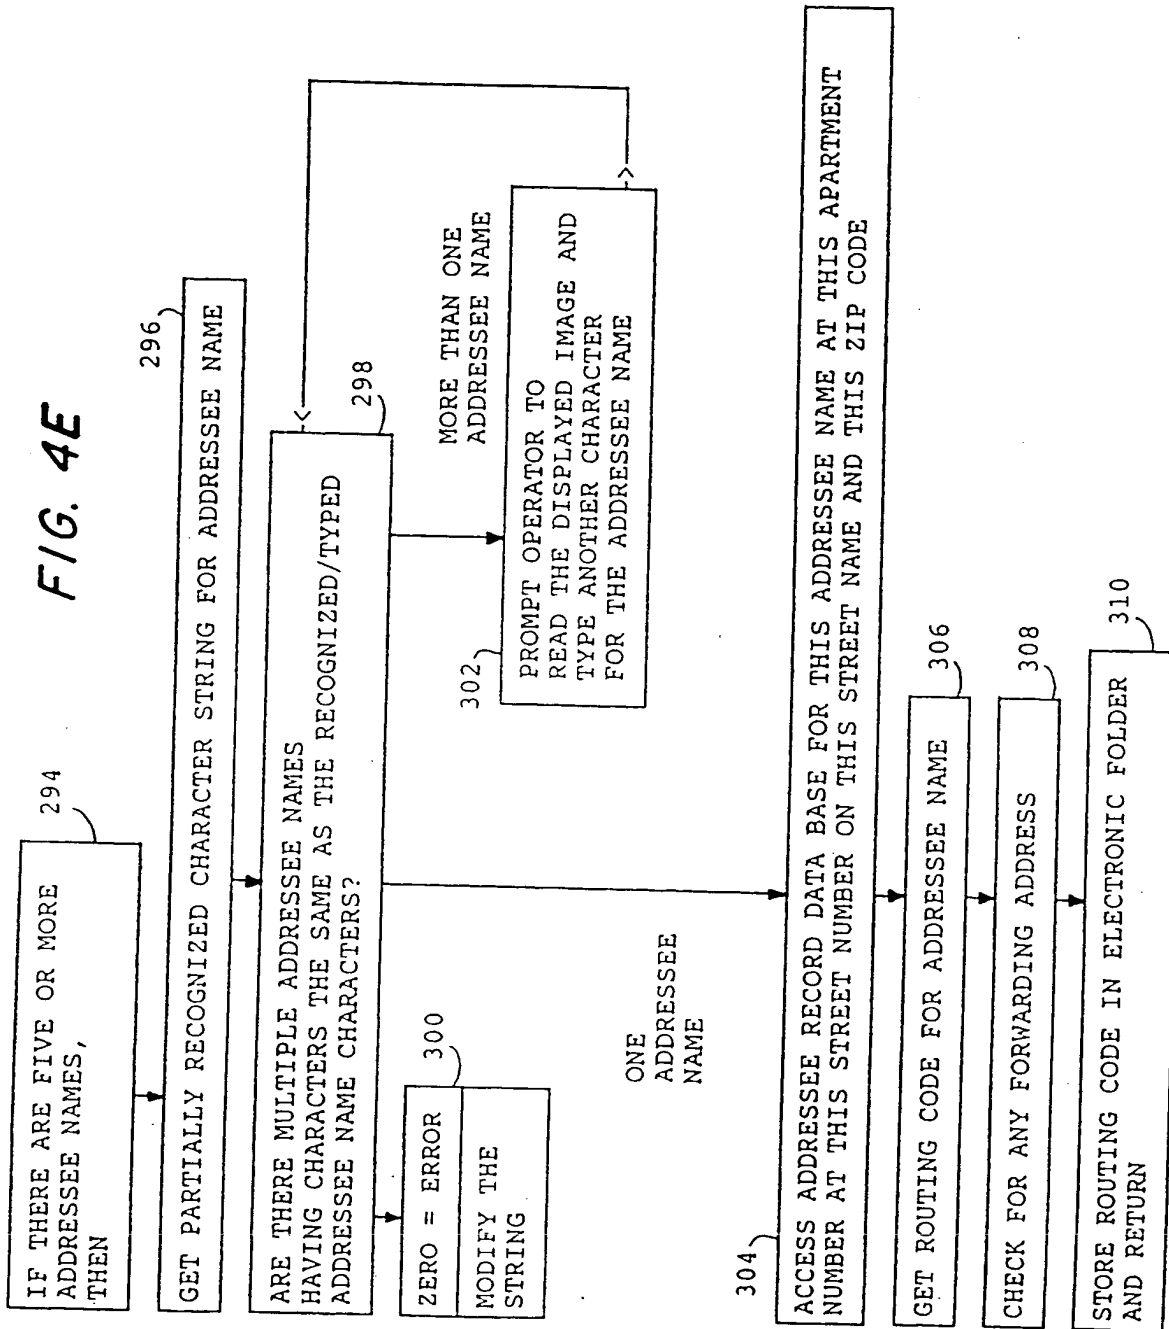 FIG. 4E
IF THERE ARE FIVE OR MORE
ADDRESSEE NAMES,
THEN
294
GET PARTIALLY RECOGNIZED CHARACTER STRING FOR ADDRESSEE NAME
296
ARE THERE MULTIPLE ADDRESSEE NAMES
HAVING CHARACTERS THE SAME AS THE RECOGNIZED/TYPED
ADDRESSEE NAME CHARACTERS?
298
ZERO = ERROR
MODIFY THE
STRING
300
MORE THAN ONE
ADDRESSEE NAME
302
PROMPT OPERATOR TO
READ THE DISPLAYED IMAGE AND
TYPE ANOTHER CHARACTER
FOR THE ADDRESSEE NAME
ONE
ADDRESSEE
NAME
304
ACCESS ADDRESSEE RECORD DATA BASE FOR THIS ADDRESSEE NAME AT THIS APARTMENT
NUMBER AT THIS STREET NUMBER ON THIS STREET NAME AND THIS ZIP CODE
GET ROUTING CODE FOR ADDRESSEE NAME
306
CHECK FOR ANY FORWARDING ADDRESS
308
STORE ROUTING CODE IN ELECTRONIC FOLDER
AND RETURN
310